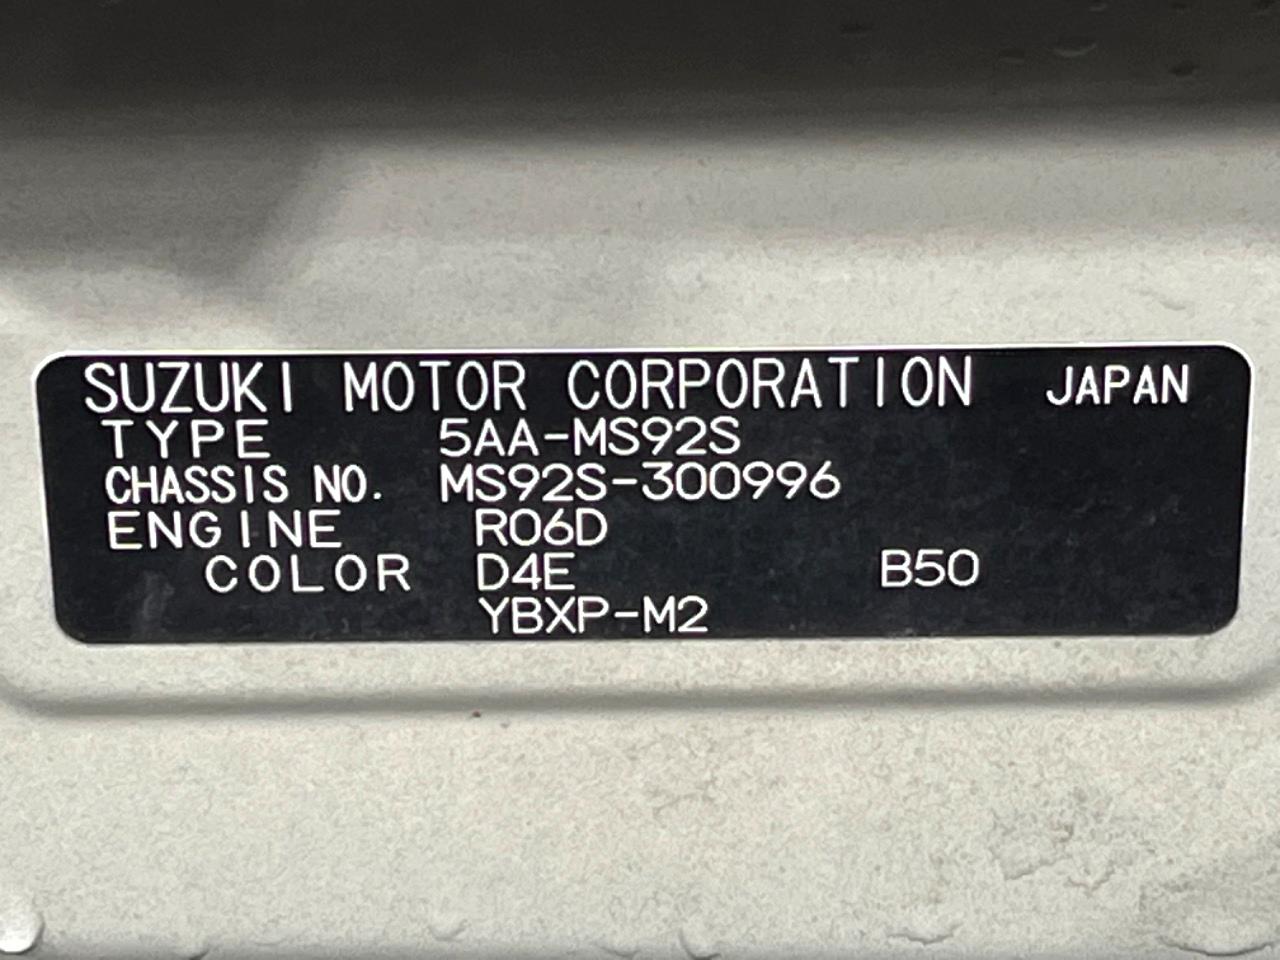 SUZUKI MOTOR CORPORATION JAPAN
TYPE 5AA-MS92S
CHASSIS NO. MS92S-300996
ENGINE R06D
COLOR D4E B50
YBXP-M2